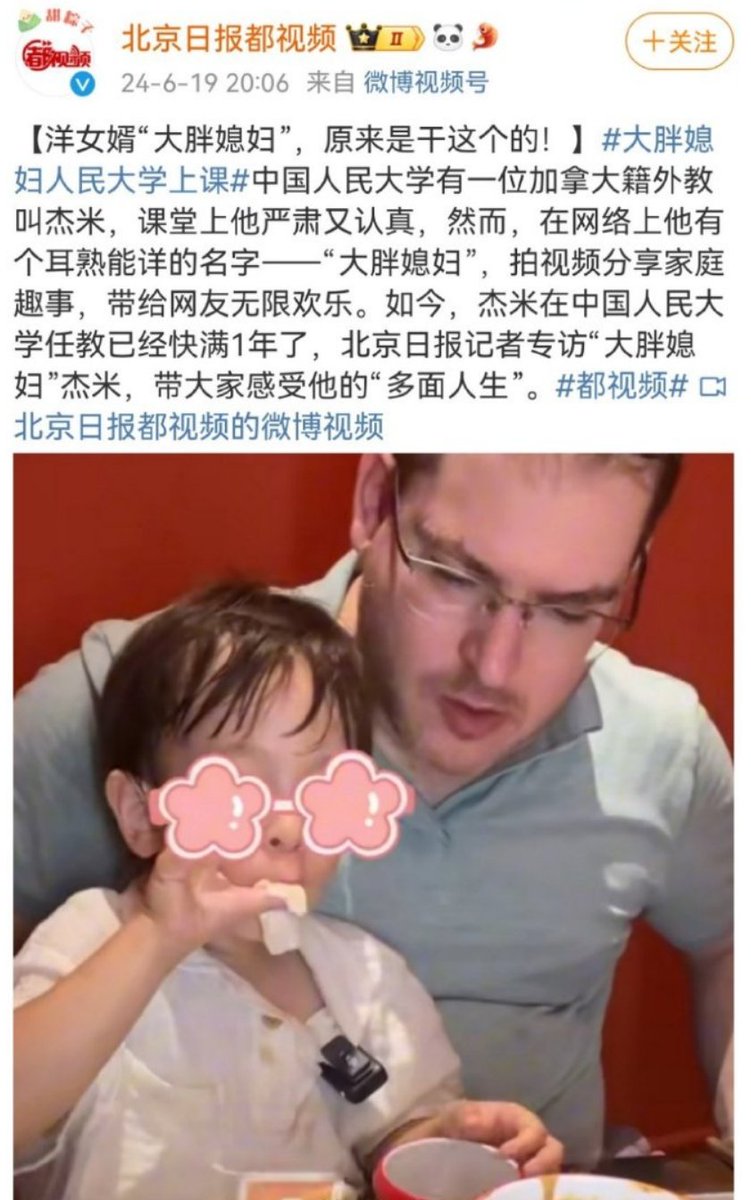 甜粽子
都视频
北京日报都视频 II
+关注
24-6-19 20:06 来自 微博视频号
【洋女婿“大胖媳妇”，原来是干这个的！】#大胖媳
妇人民大学上课#中国人民大学有一位加拿大籍外教
叫杰米，课堂上他严肃又认真，然而，在网络上他有
个耳熟能详的名字——“大胖媳妇”，拍视频分享家庭
趣事，带给网友无限欢乐。如今，杰米在中国人民大
学任教已经快满1年了，北京日报记者专访“大胖媳
妇”杰米，带大家感受他的“多面人生”。#都视频#
北京日报都视频的微博视频